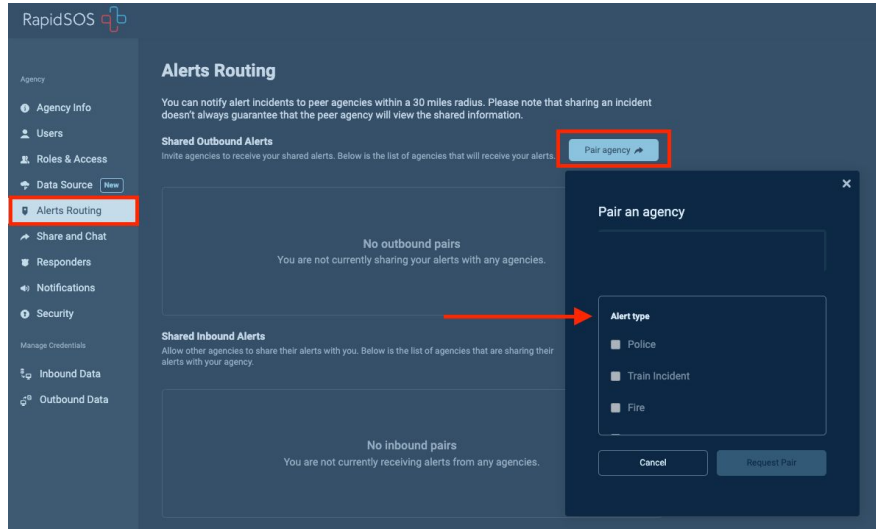 RapidSOS
Agency
Agency Info
Users
Roles & Access
Data Source New
Alerts Routing
Share and Chat
Responders
Notifications
Security
Manage Credentials
Inbound Data
Outbound Data
Alerts Routing
You can notify alert incidents to peer agencies within a 30 miles radius. Please note that sharing an incident
doesn't always guarantee that the peer agency will view the shared information.
Shared Outbound Alerts
Invite agencies to receive your shared alerts. Below is the list of agencies that will receive your alerts.
Pair agency
No outbound pairs
You are not currently sharing your alerts with any agencies.
Shared Inbound Alerts
Allow other agencies to share their alerts with you. Below is the list of agencies that are sharing their
alerts with your agency.
No inbound pairs
You are not currently receiving alerts from any agencies.
Pair an agency
Alert type
Police
Train Incident
Fire
Cancel
Request Pair